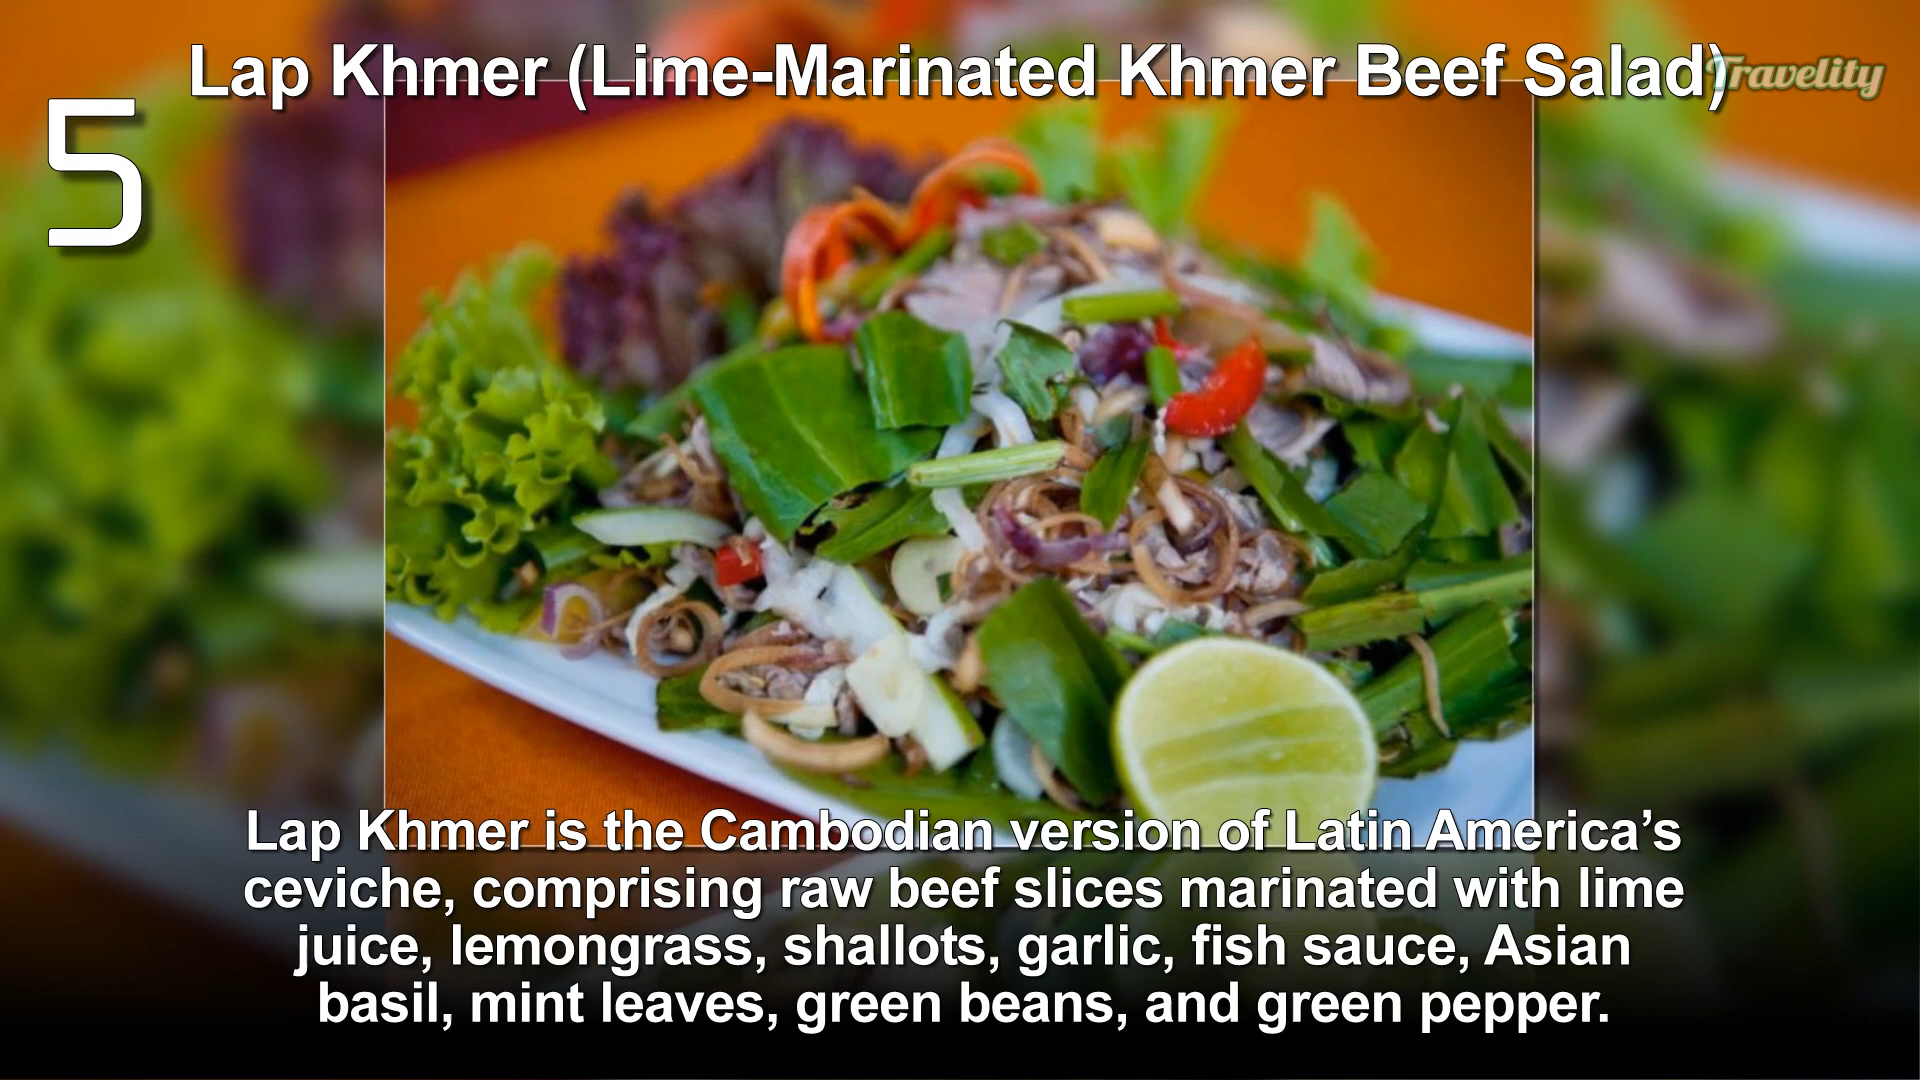 Lap Khmer (Lime-Marinated Khmer Beef Salad)
Travelity
5
Lap Khmer is the Cambodian version of Latin America’s
ceviche, comprising raw beef slices marinated with lime
juice, lemongrass, shallots, garlic, fish sauce, Asian
basil, mint leaves, green beans, and green pepper.